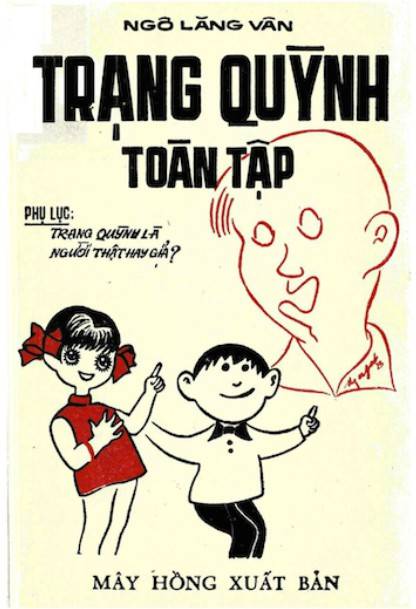 NGÔ LĂNG VÂN
TRẠNG QUỲNH
TOÀN TẬP
PHỤ LỤC:
TRẠNG QUỲNH LÀ
NGƯỜI THẬT HAY GIẢ?
MÂY HỒNG XUẤT BẢN